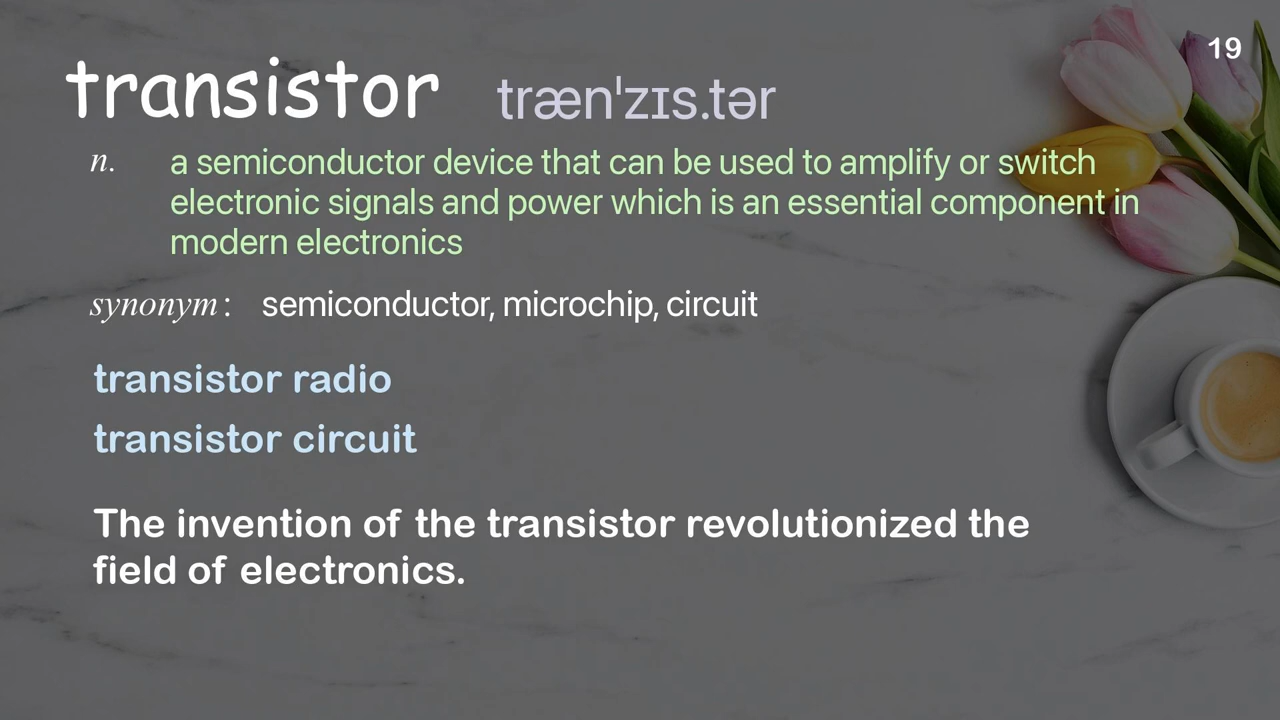 19
transistor trænˈzɪs.tər
n. a semiconductor device that can be used to amplify or switch
electronic signals and power which is an essential component in
modern electronics
synonym: semiconductor, microchip, circuit
transistor radio
transistor circuit
The invention of the transistor revolutionized the
field of electronics.